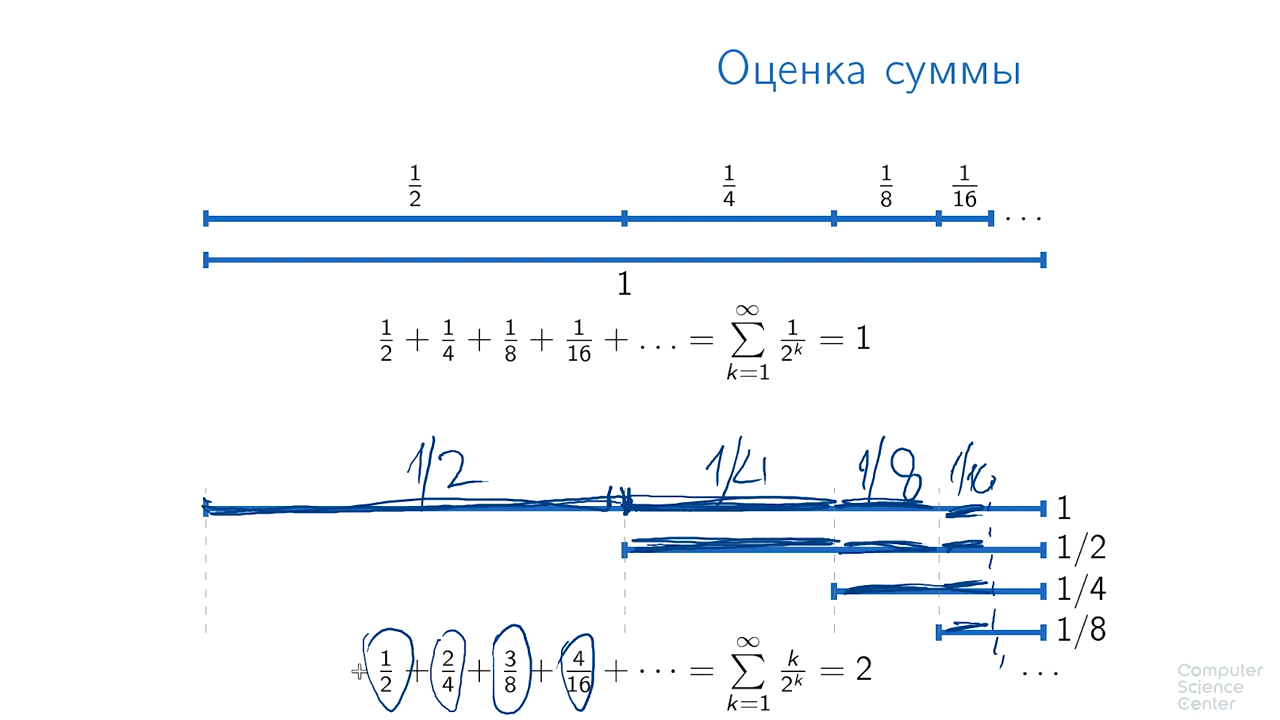 Оценка суммы
1/2 1/4 1/8 1/16 ...
1
1/2 + 1/4 + 1/8 + 1/16 + ... = ∑_{k=1}^{∞} 1/2^k = 1
1/2 1/4 1/8 1/16
1
1/2
1/4
1/8
...
1/2 + 2/4 + 3/8 + 4/16 + ... = ∑_{k=1}^{∞} k/2^k = 2
Computer
Science
Center